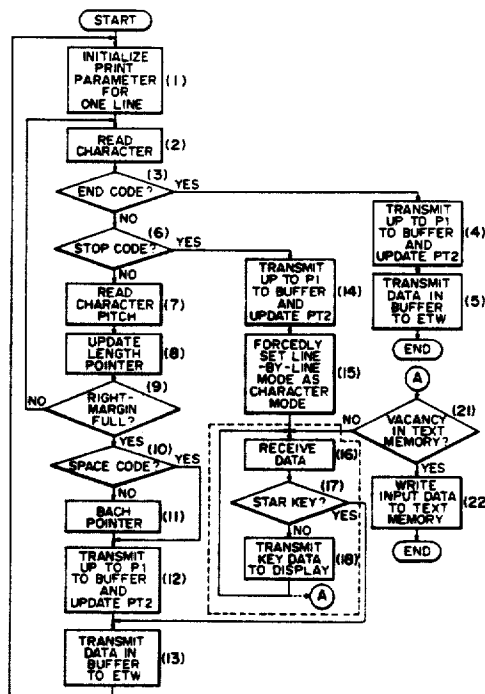 START
INITIALIZE
PRINT
PARAMETER
FOR
ONE LINE
(1)
READ
CHARACTER
(2)
(3)
END CODE?
YES
NO
(6)
STOP CODE?
YES
NO
READ
CHARACTER
PITCH
(7)
UPDATE
LENGTH
POINTER
(8)
(9)
NO
RIGHT-
MARGIN
FULL?
YES
(10)
SPACE CODE?
YES
NO
BACH
POINTER
(11)
TRANSMIT
UP TO P1
TO BUFFER
AND
UPDATE PT2
(12)
TRANSMIT
DATA IN
BUFFER
TO ETW
(13)
TRANSMIT
UP TO P1
TO BUFFER
AND
UPDATE PT2
(14)
FORCEDLY
SET LINE
-BY-LINE
MODE AS
CHARACTER
MODE
(15)
RECEIVE
DATA
(16)
(17)
STAR KEY?
YES
NO
TRANSMIT
KEY DATA
TO DISPLAY
(18)
A
TRANSMIT
UP TO P1
TO BUFFER
AND
UPDATE PT2
(4)
TRANSMIT
DATA IN
BUFFER
TO ETW
(5)
END
A
(21)
NO
VACANCY
IN TEXT
MEMORY?
YES
WRITE
INPUT DATA
TO TEXT
MEMORY
(22)
END